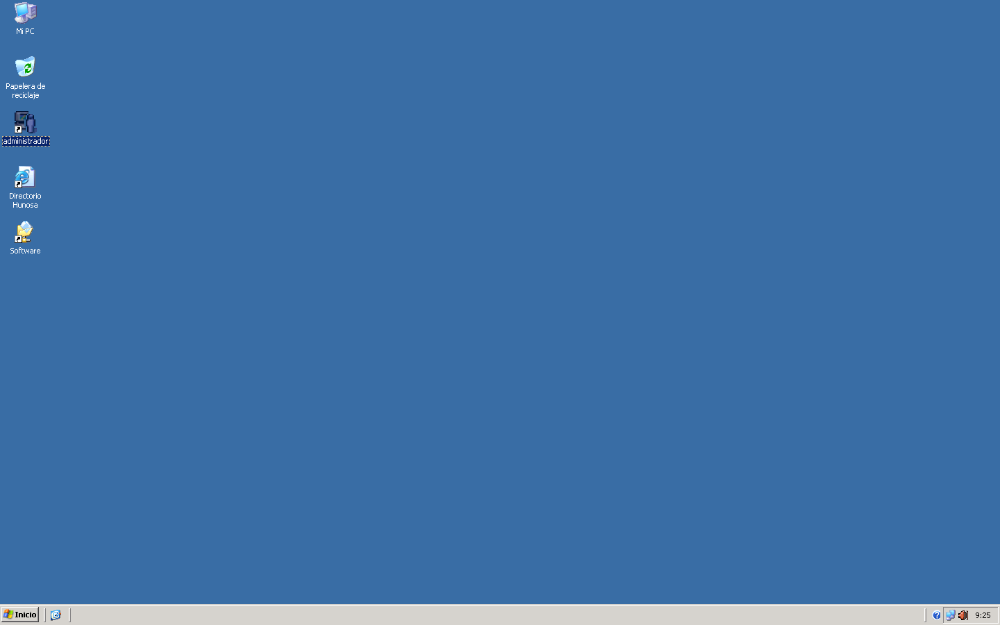 Mi PC
Papelera de
reciclaje
administrador
Directorio
Hunosa
Software
Inicio
9:25